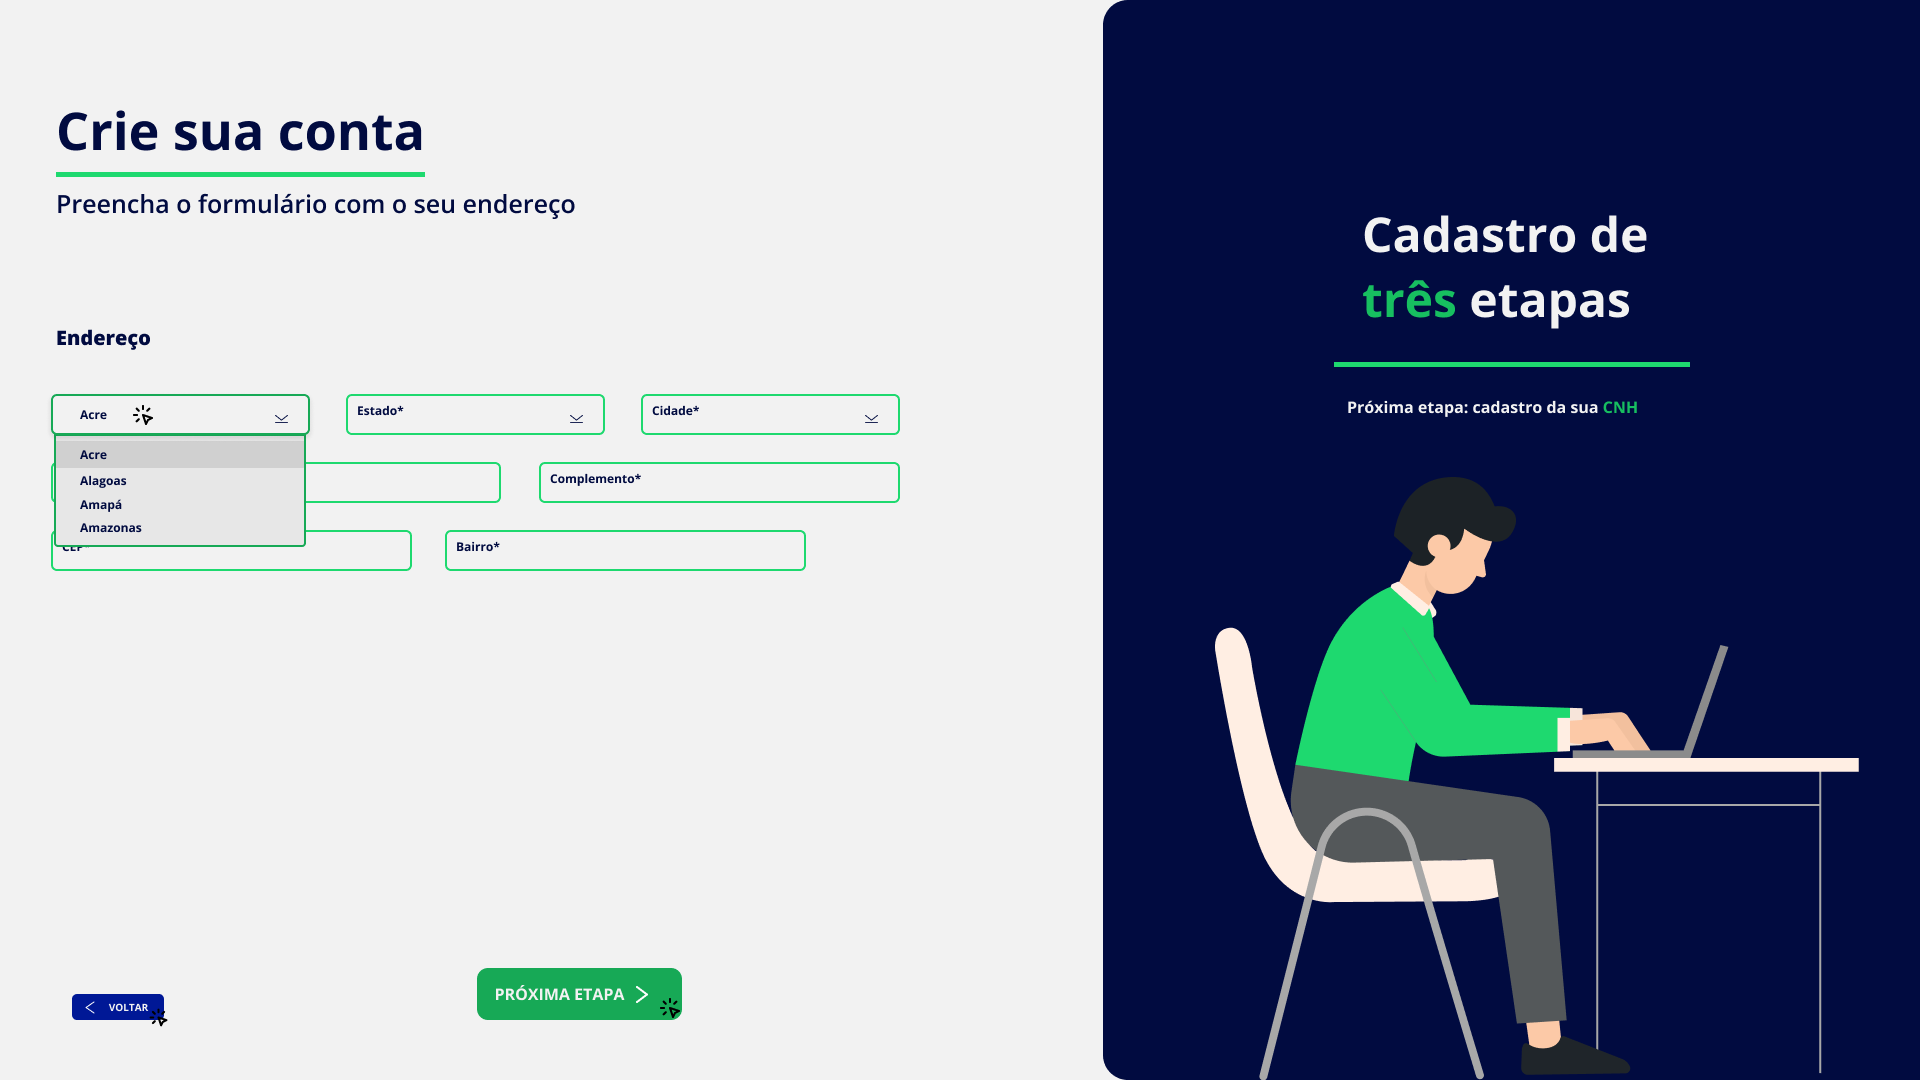 Crie sua conta
Preencha o formulário com o seu endereço
Endereço
Acre
Estado*
Cidade*
Acre
Alagoas
Amapá
Amazonas
Complemento*
Bairro*
VOLTAR
PRÓXIMA ETAPA
Cadastro de
três etapas
Próxima etapa: cadastro da sua CNH